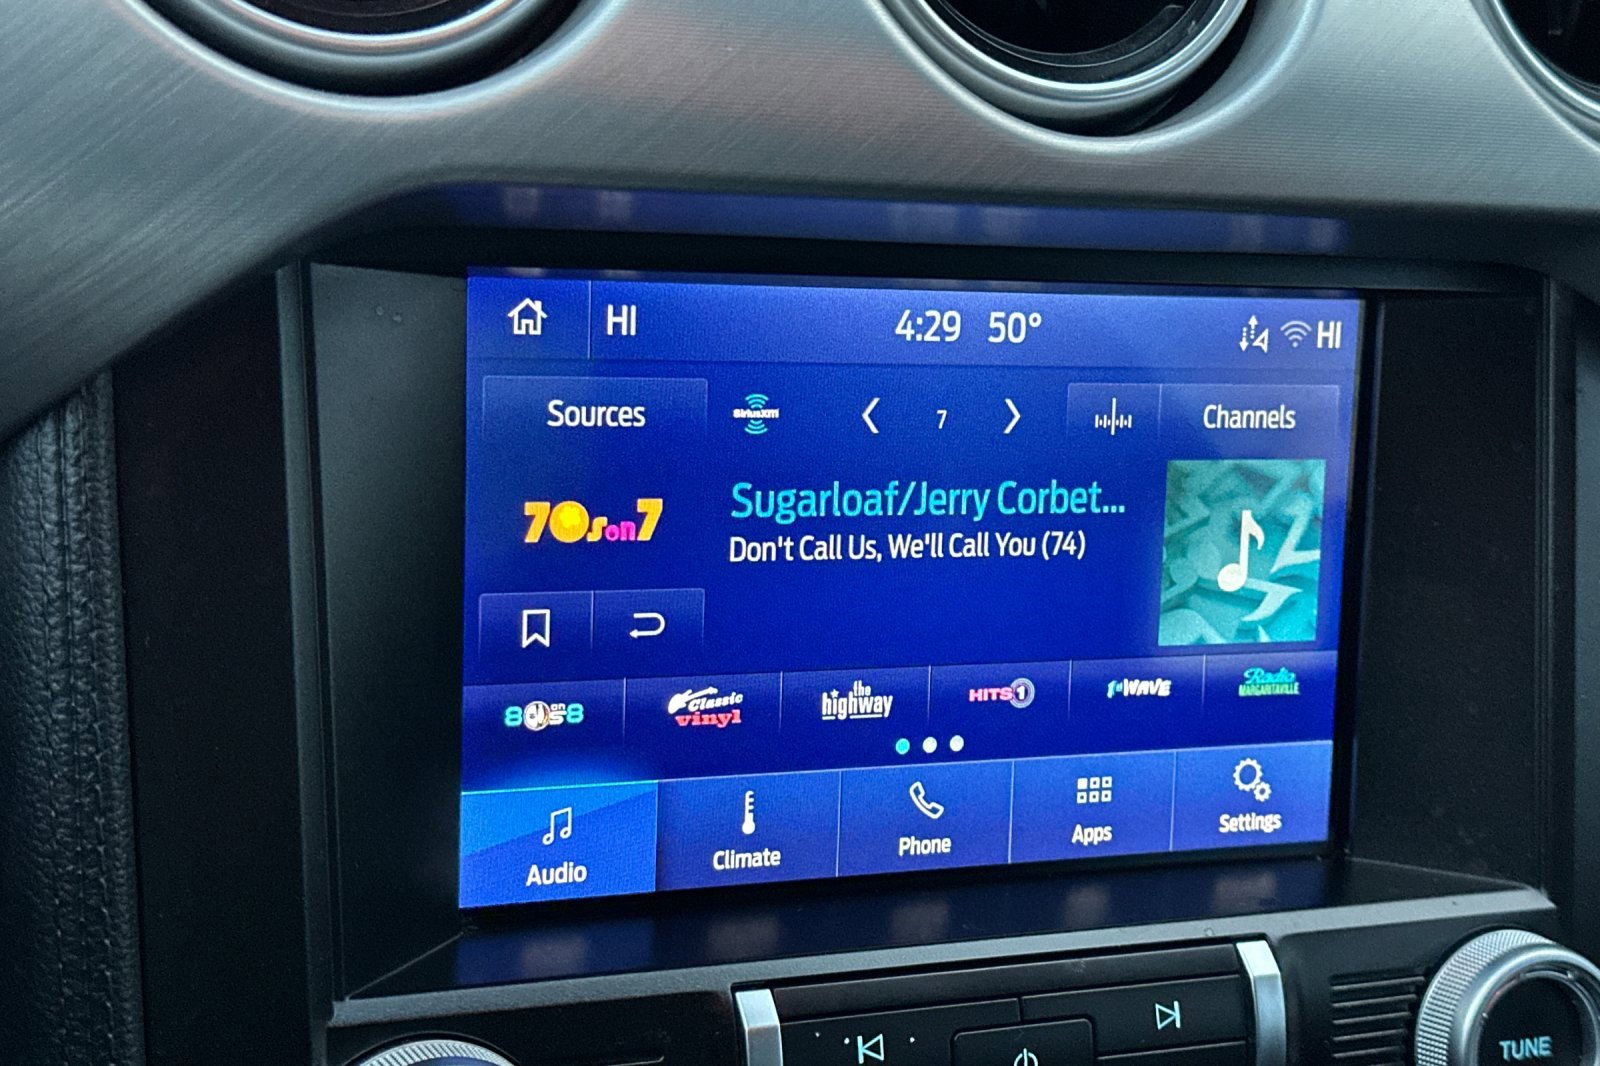 HI 4:29 50° HI
Sources SiriusXM 7 Channels
70s on 7
Sugarloaf/Jerry Corbet...
Don't Call Us, We'll Call You (74)
80s on 8
Classic vinyl
the highway
HITS 1
1st WAVE
Radio MARGARITAVILLE
Audio Climate Phone Apps Settings
TUNE